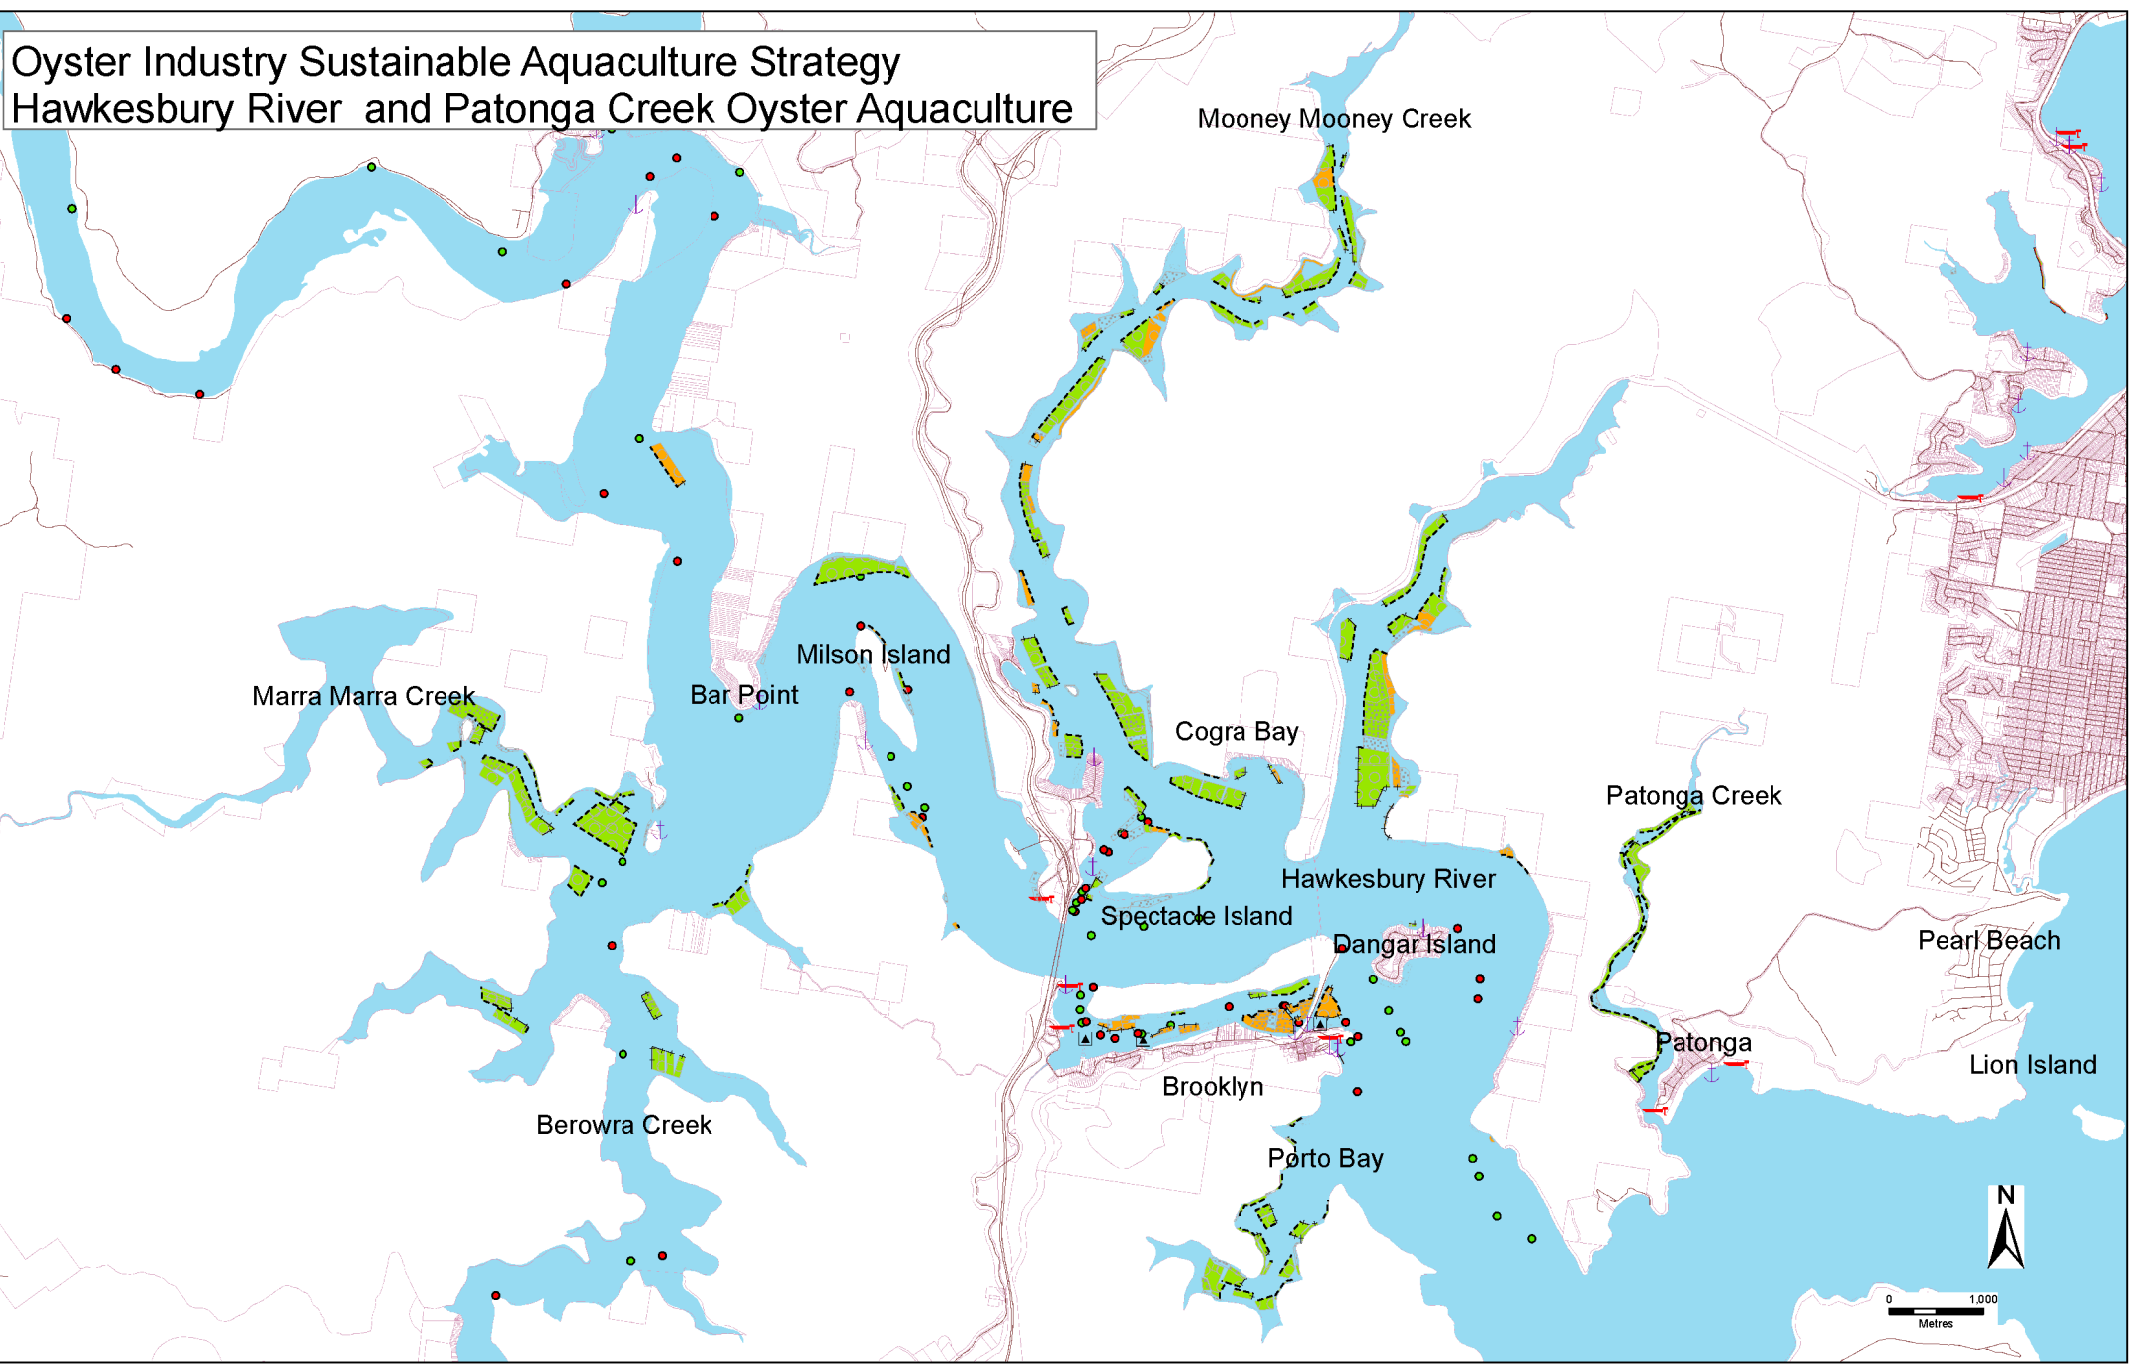 Oyster Industry Sustainable Aquaculture Strategy
Hawkesbury River and Patonga Creek Oyster Aquaculture
Mooney Mooney Creek
Milson Island
Marra Marra Creek
Bar Point
Cogra Bay
Patonga Creek
Hawkesbury River
Spectacle Island
Dangar Island
Pearl Beach
Patonga
Lion Island
Brooklyn
Berowra Creek
Porto Bay
N
0 1,000
Metres